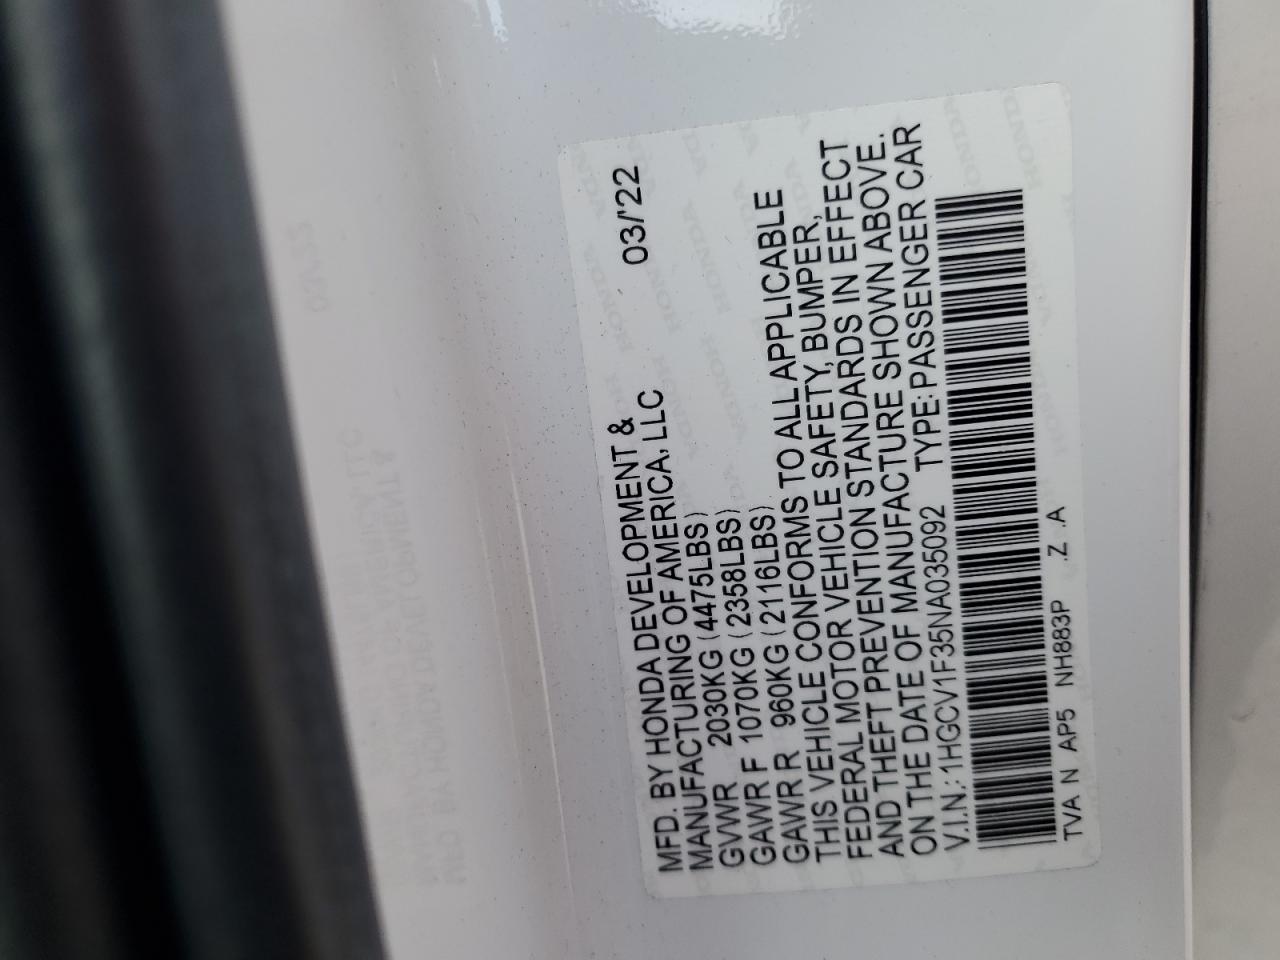 MFD. BY HONDA DEVELOPMENT &
MANUFACTURING OF AMERICA, LLC 03/'22
GVWR 2030KG (4475LBS)
GAWR F 1070KG (2358LBS)
GAWR R 960KG (2116LBS)
THIS VEHICLE CONFORMS TO ALL APPLICABLE
FEDERAL MOTOR VEHICLE SAFETY, BUMPER,
AND THEFT PREVENTION STANDARDS IN EFFECT
ON THE DATE OF MANUFACTURE SHOWN ABOVE.
V.I.N.: 1HGCV1F35NA035092 TYPE: PASSENGER CAR
TVA N AP5 NH883P .Z .A
HONDA